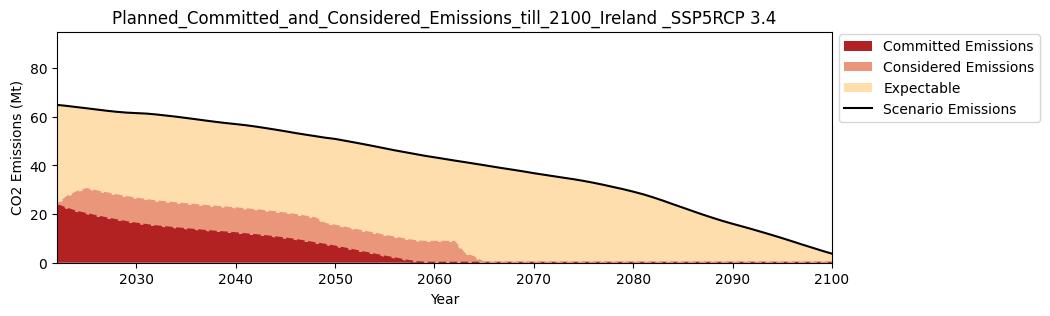 Planned_Committed_and_Considered_Emissions_till_2100_Ireland _SSP5RCP 3.4
Committed Emissions
Considered Emissions
Expectable
Scenario Emissions
CO2 Emissions (Mt)
80
60
40
20
0
2030 2040 2050 2060 2070 2080 2090 2100
Year